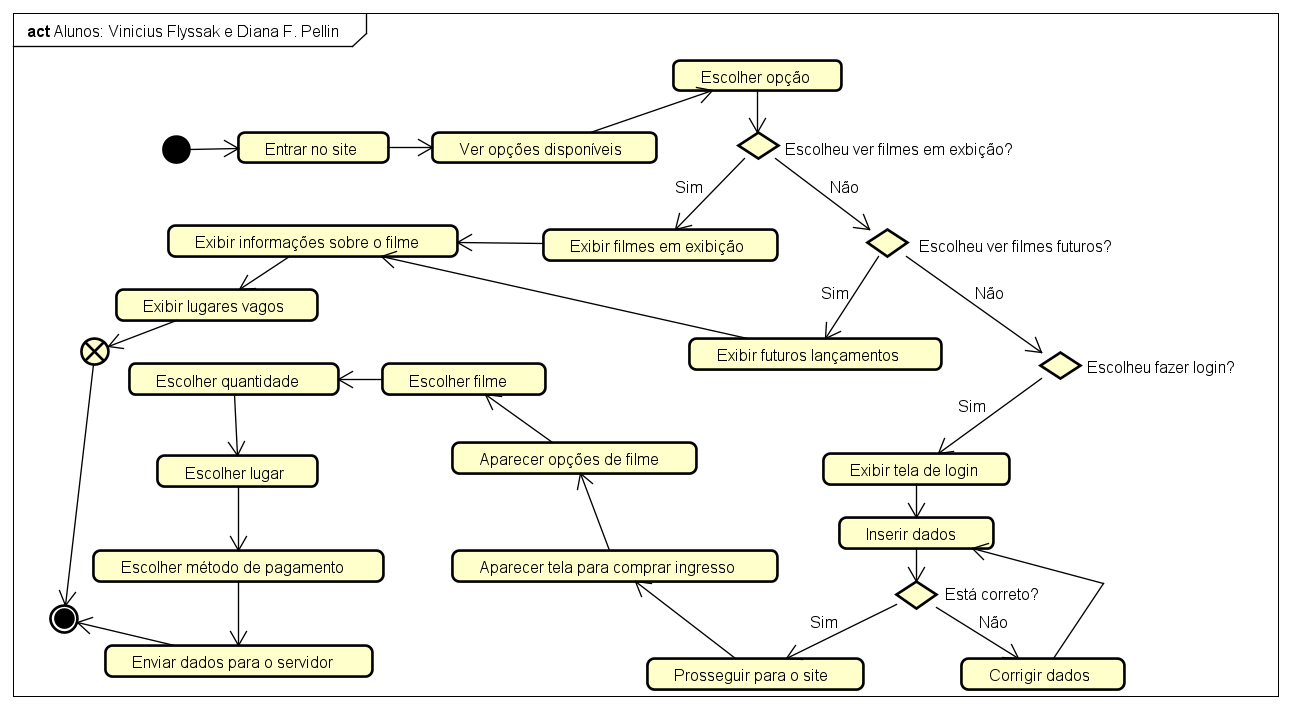 act Alunos: Vinicius Flyssak e Diana F. Pellin
Escolher opção
Entrar no site
Ver opções disponíveis
Escolheu ver filmes em exbição?
Sim
Não
Exibir informações sobre o filme
Exibir filmes em exibição
Escolheu ver filmes futuros?
Sim
Não
Exibir lugares vagos
Exibir futuros lançamentos
Escolheu fazer login?
Escolher quantidade
Escolher filme
Sim
Aparecer opções de filme
Exibir tela de login
Escolher lugar
Inserir dados
Escolher método de pagamento
Aparecer tela para comprar ingresso
Está correto?
Sim
Não
Enviar dados para o servidor
Prosseguir para o site
Corrigir dados